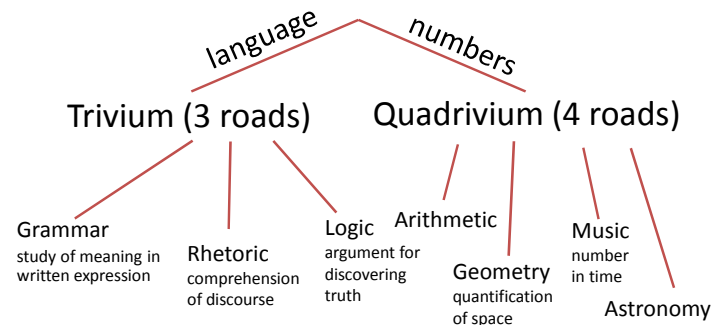 language
numbers
Trivium (3 roads)
Quadrivium (4 roads)
Grammar
study of meaning in
written expression
Rhetoric
comprehension
of discourse
Logic
argument for
discovering
truth
Arithmetic
Geometry
quantification
of space
Music
number
in time
Astronomy